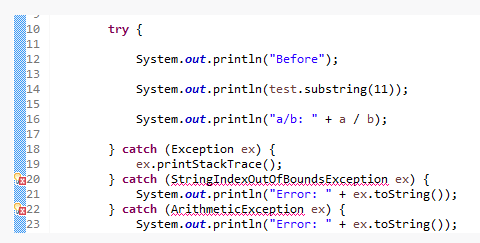 10 try {
11
12 System.out.println("Before");
13
14 System.out.println(test.substring(11));
15
16 System.out.println("a/b: " + a / b);
17
18 } catch (Exception ex) {
19 ex.printStackTrace();
20 } catch (StringIndexOutOfBoundsException ex) {
21 System.out.println("Error: " + ex.toString());
22 } catch (ArithmeticException ex) {
23 System.out.println("Error: " + ex.toString());